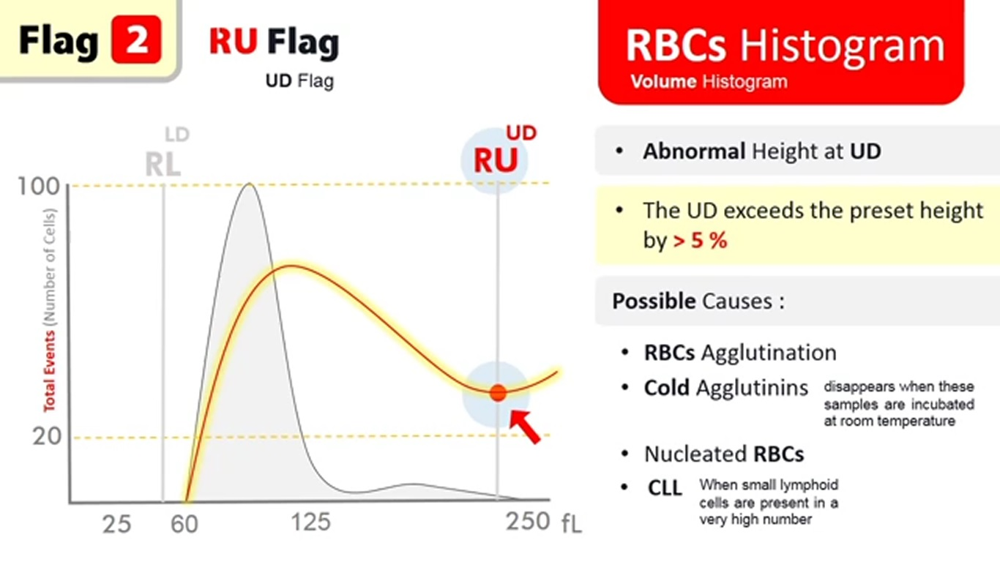 Flag 2
RU Flag
UD Flag
RBCs Histogram
Volume Histogram
LD
RL
UD
RU
100
20
Total Events (Number of Cells)
25 60 125 250 fL
• Abnormal Height at UD
• The UD exceeds the preset height
by > 5 %
Possible Causes :
• RBCs Agglutination
• Cold Agglutinins
disappears when these
samples are incubated
at room temperature
• Nucleated RBCs
• CLL
When small lymphoid
cells are present in a
very high number